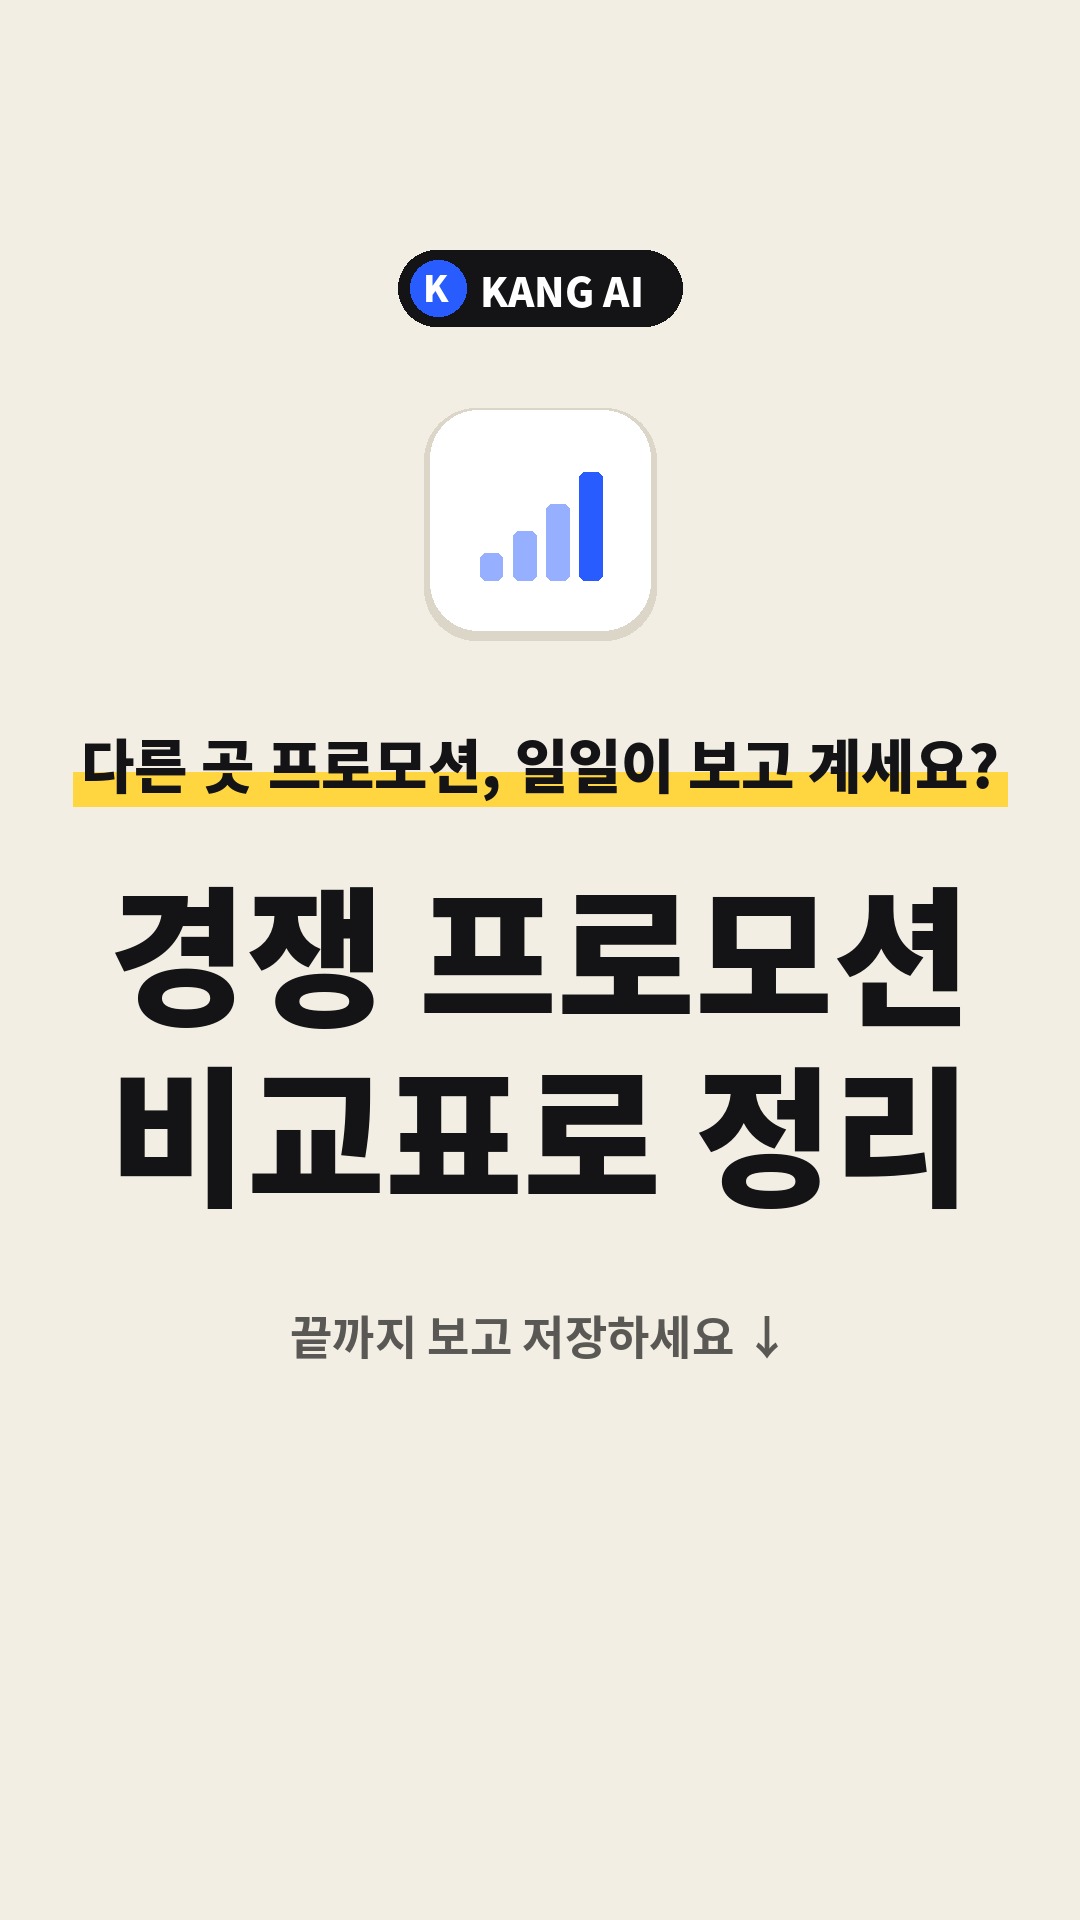 K KANG AI
다른 곳 프로모션, 일일이 보고 계세요?
경쟁 프로모션
비교표로 정리
끝까지 보고 저장하세요 ↓